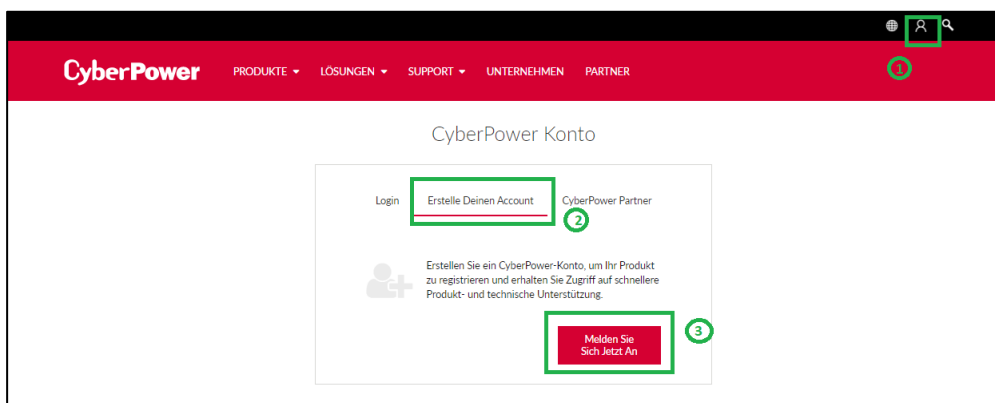 1
CyberPower PRODUKTE LÖSUNGEN SUPPORT UNTERNEHMEN PARTNER
CyberPower Konto
Login Erstelle Deinen Account CyberPower Partner
2
Erstellen Sie ein CyberPower-Konto, um Ihr Produkt
zu registrieren und erhalten Sie Zugriff auf schnellere
Produkt- und technische Unterstützung.
3
Melden Sie
Sich Jetzt An